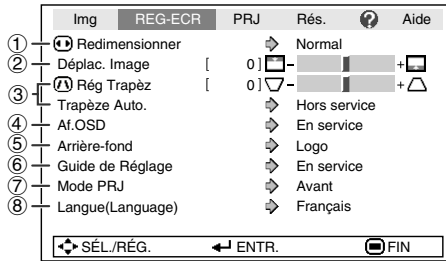 Img REG-ECR PRJ Rés. ? Aide
① Redimensionner Normal
② Déplac. Image [ 0 ] - +
③ Rég Trapèz [ 0 ] - +
Trapèze Auto. Hors service
④ Af.OSD En service
⑤ Arrière-fond Logo
⑥ Guide de Réglage En service
⑦ Mode PRJ Avant
⑧ Langue(Language) Français
SÉL./RÉG. ENTR. FIN